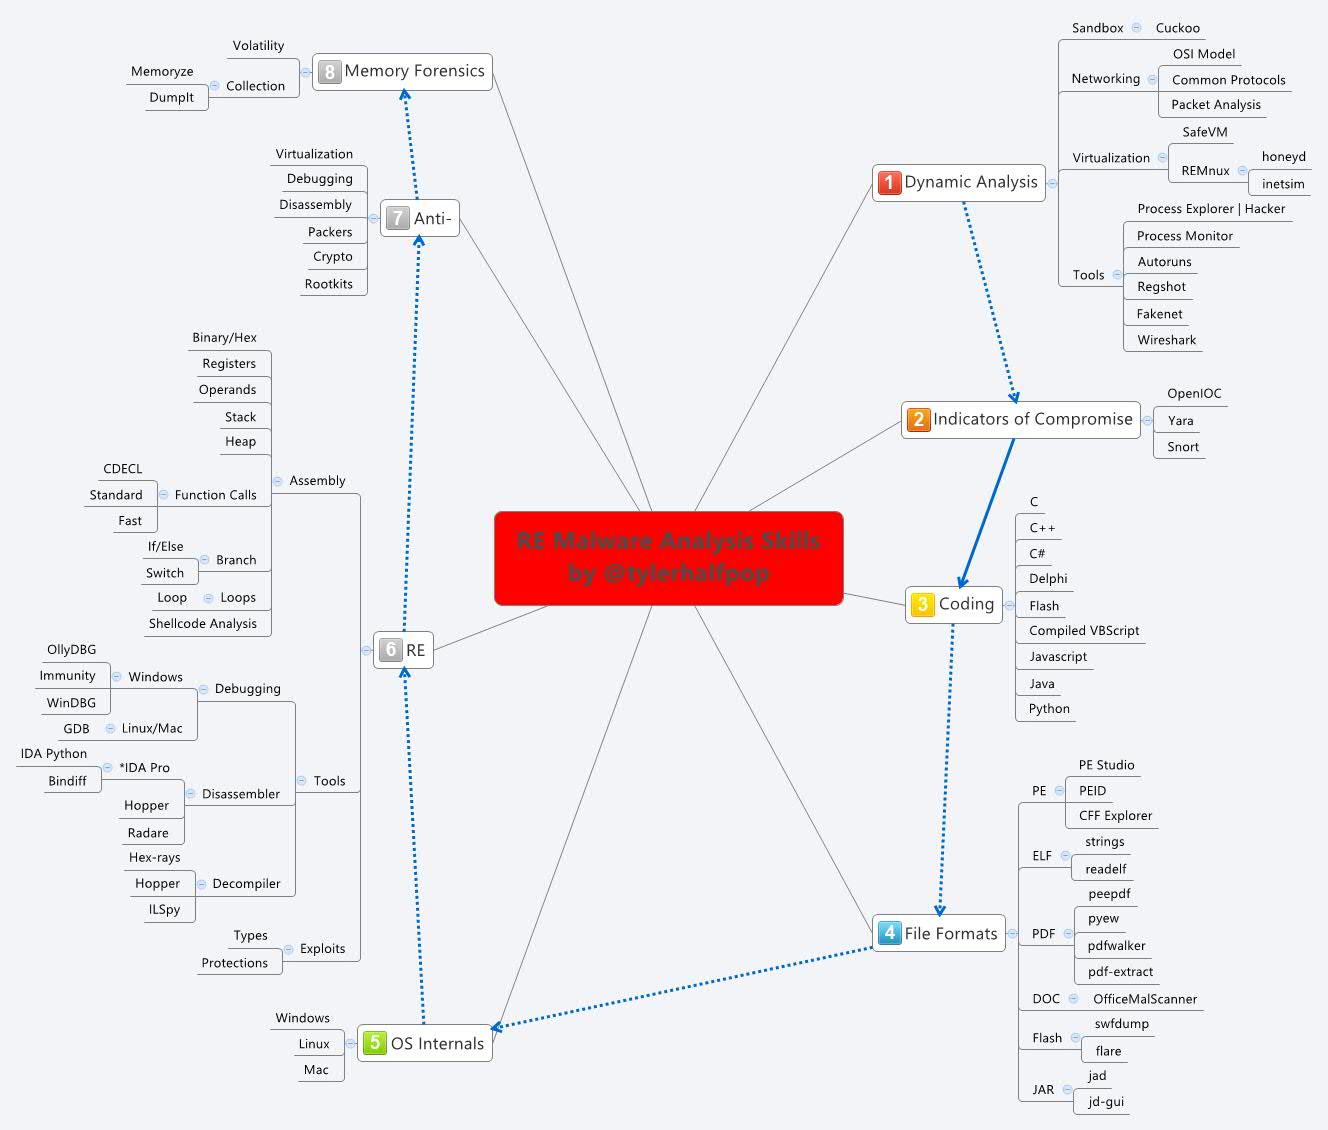 RE Malware Analysis Skills
by @tylerhalfpop
1 Dynamic Analysis
Sandbox
Cuckoo
Networking
OSI Model
Common Protocols
Packet Analysis
Virtualization
SafeVM
REMnux
honeyd
inetsim
Tools
Process Explorer | Hacker
Process Monitor
Autoruns
Regshot
Fakenet
Wireshark
2 Indicators of Compromise
OpenIOC
Yara
Snort
3 Coding
C
C++
C#
Delphi
Flash
Compiled VBScript
Javascript
Java
Python
4 File Formats
PE
PE Studio
PEID
CFF Explorer
ELF
strings
readelf
PDF
peepdf
pyew
pdfwalker
pdf-extract
DOC
OfficeMalScanner
Flash
swfdump
flare
JAR
jad
jd-gui
5 OS Internals
Windows
Linux
Mac
6 RE
Assembly
Binary/Hex
Registers
Operands
Stack
Heap
Function Calls
CDECL
Standard
Fast
Branch
If/Else
Switch
Loops
Loop
Shellcode Analysis
Tools
Debugging
Windows
OllyDBG
Immunity
WinDBG
Linux/Mac
GDB
Disassembler
*IDA Pro
IDA Python
Bindiff
Hopper
Radare
Decompiler
Hex-rays
Hopper
ILSpy
Exploits
Types
Protections
7 Anti-
Virtualization
Debugging
Disassembly
Packers
Crypto
Rootkits
8 Memory Forensics
Volatility
Collection
Memoryze
DumpIt